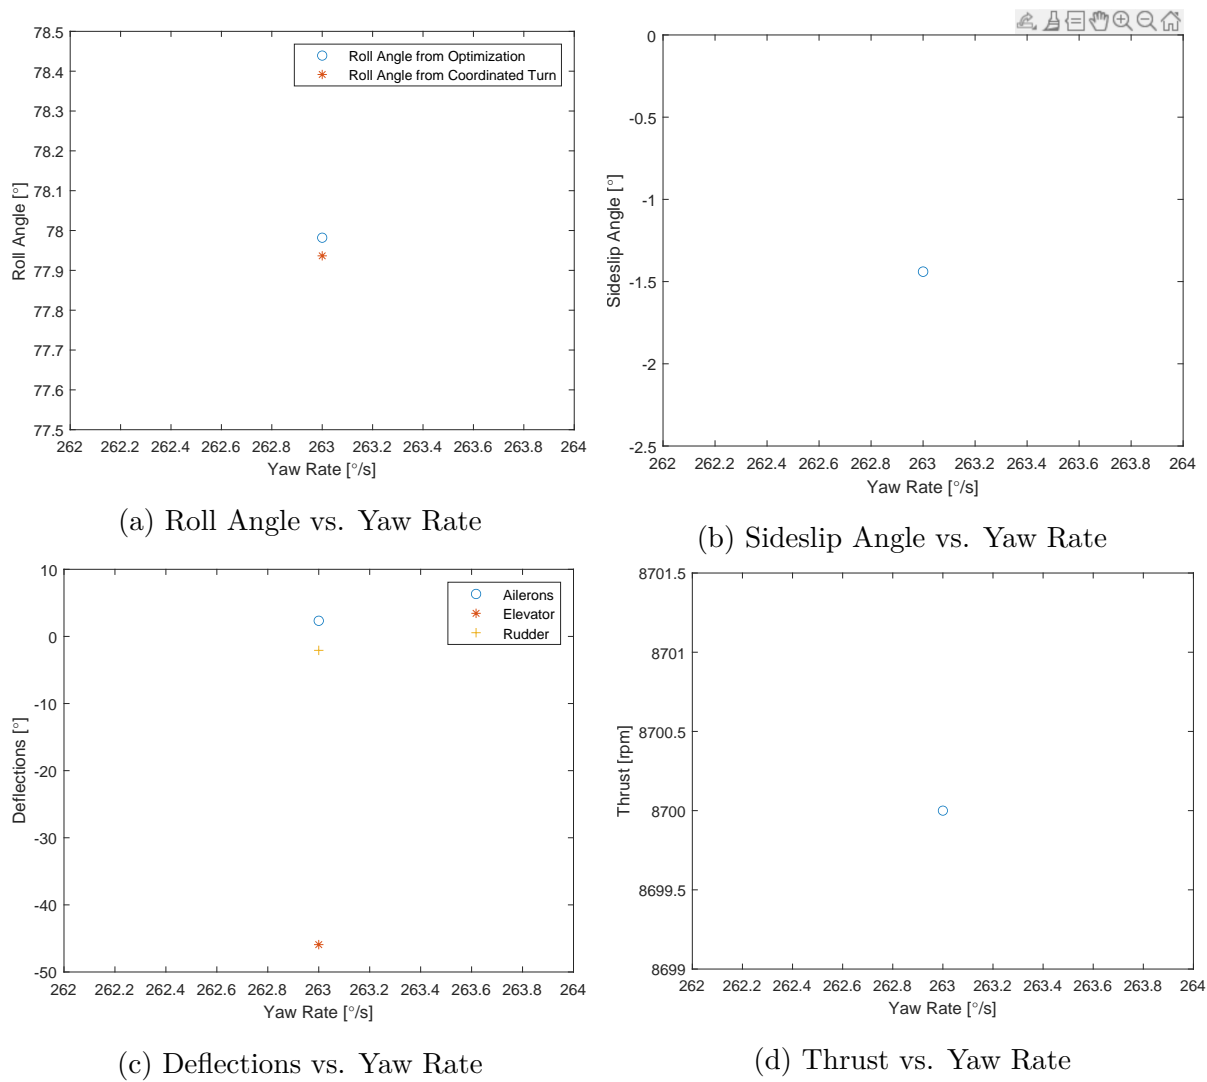 78.5
78.4
78.3
78.2
78.1
78
77.9
77.8
77.7
77.6
77.5
Roll Angle [°]
Roll Angle from Optimization
Roll Angle from Coordinated Turn
262 262.2 262.4 262.6 262.8 263 263.2 263.4 263.6 263.8 264
Yaw Rate [°/s]
(a) Roll Angle vs. Yaw Rate
0
-0.5
-1
-1.5
-2
-2.5
Sideslip Angle [°]
262 262.2 262.4 262.6 262.8 263 263.2 263.4 263.6 263.8 264
Yaw Rate [°/s]
(b) Sideslip Angle vs. Yaw Rate
10
0
-10
-20
-30
-40
-50
Deflections [°]
Ailerons
Elevator
Rudder
262 262.2 262.4 262.6 262.8 263 263.2 263.4 263.6 263.8 264
Yaw Rate [°/s]
(c) Deflections vs. Yaw Rate
8701.5
8701
8700.5
8700
8699.5
8699
Thrust [rpm]
262 262.2 262.4 262.6 262.8 263 263.2 263.4 263.6 263.8 264
Yaw Rate [°/s]
(d) Thrust vs. Yaw Rate